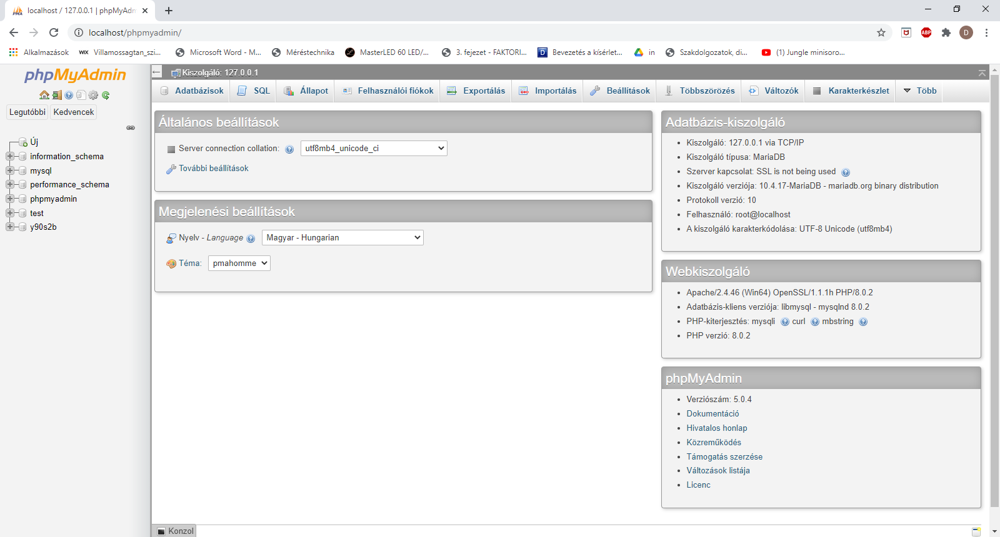 localhost / 127.0.0.1 | phpMyAdm
localhost/phpmyadmin/
ABP
D
Alkalmazások
WIX Villamossagtan_szi...
Microsoft Word - M...
Méréstechnika
MasterLED 60 LED/...
3. fejezet - FAKTORI...
D Bevezetés a kísérlet...
in
Szakdolgozatok, di...
(1) Jungle minisoro...
phpMyAdmin
Legutóbbi
Kedvencek
Új
information_schema
mysql
performance_schema
phpmyadmin
test
y90s2b
Kiszolgáló: 127.0.0.1
Adatbázisok
SQL
Állapot
Felhasználói fiókok
Exportálás
Importálás
Beállítások
Többszörözés
Változók
Karakterkészlet
Több
Általános beállítások
Server connection collation:
utf8mb4_unicode_ci
További beállítások
Megjelenési beállítások
Nyelv - Language
Magyar - Hungarian
Téma:
pmahomme
Adatbázis-kiszolgáló
Kiszolgáló: 127.0.0.1 via TCP/IP
Kiszolgáló típusa: MariaDB
Szerver kapcsolat: SSL is not being used
Kiszolgáló verziója: 10.4.17-MariaDB - mariadb.org binary distribution
Protokoll verzió: 10
Felhasználó: root@localhost
A kiszolgáló karakterkódolása: UTF-8 Unicode (utf8mb4)
Webkiszolgáló
Apache/2.4.46 (Win64) OpenSSL/1.1.1h PHP/8.0.2
Adatbázis-kliens verziója: libmysql - mysqlnd 8.0.2
PHP-kiterjesztés: mysqli curl mbstring
PHP verzió: 8.0.2
phpMyAdmin
Verziószám: 5.0.4
Dokumentáció
Hivatalos honlap
Közreműködés
Támogatás szerzése
Változások listája
Licenc
Konzol